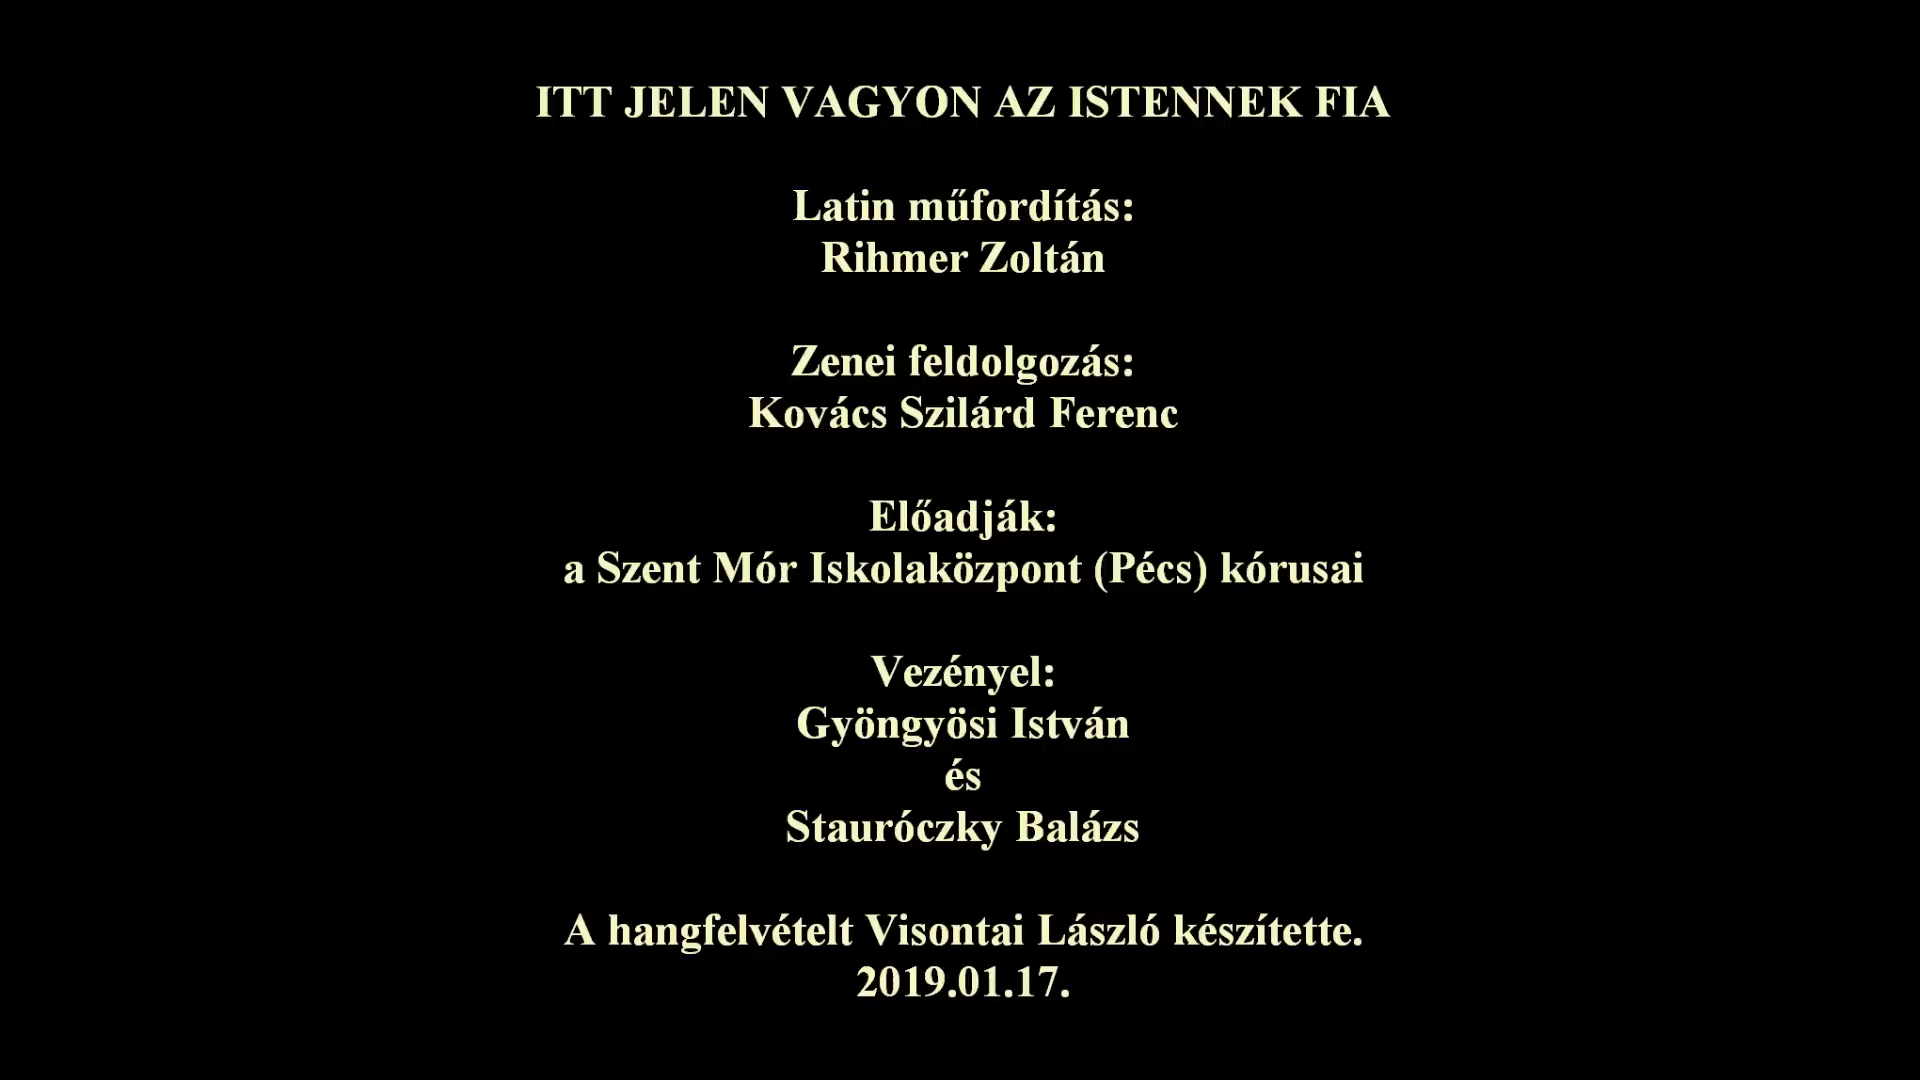 ITT JELEN VAGYON AZ ISTENNEK FIA
Latin műfordítás:
Rihmer Zoltán
Zenei feldolgozás:
Kovács Szilárd Ferenc
Előadják:
a Szent Mór Iskolaközpont (Pécs) kórusai
Vezényel:
Gyöngyösi István
és
Stauróczky Balázs
A hangfelvételt Visontai László készítette.
2019.01.17.